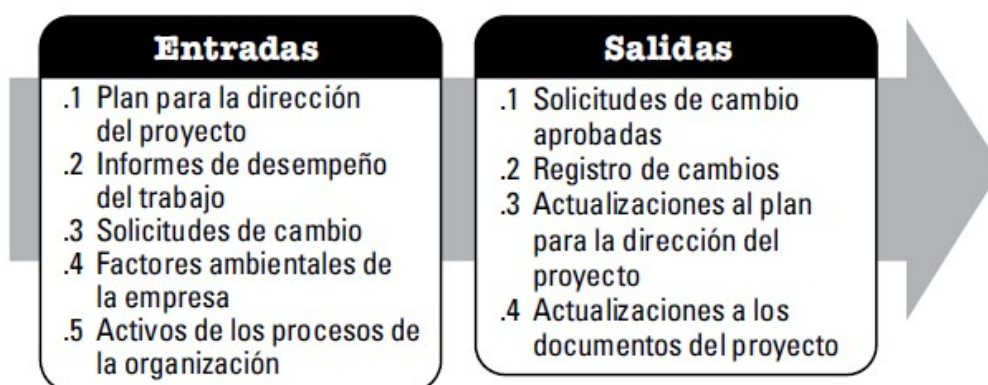 Entradas
.1 Plan para la dirección
del proyecto
.2 Informes de desempeño
del trabajo
.3 Solicitudes de cambio
.4 Factores ambientales de
la empresa
.5 Activos de los procesos de
la organización
Salidas
.1 Solicitudes de cambio
aprobadas
.2 Registro de cambios
.3 Actualizaciones al plan
para la dirección del
proyecto
.4 Actualizaciones a los
documentos del proyecto